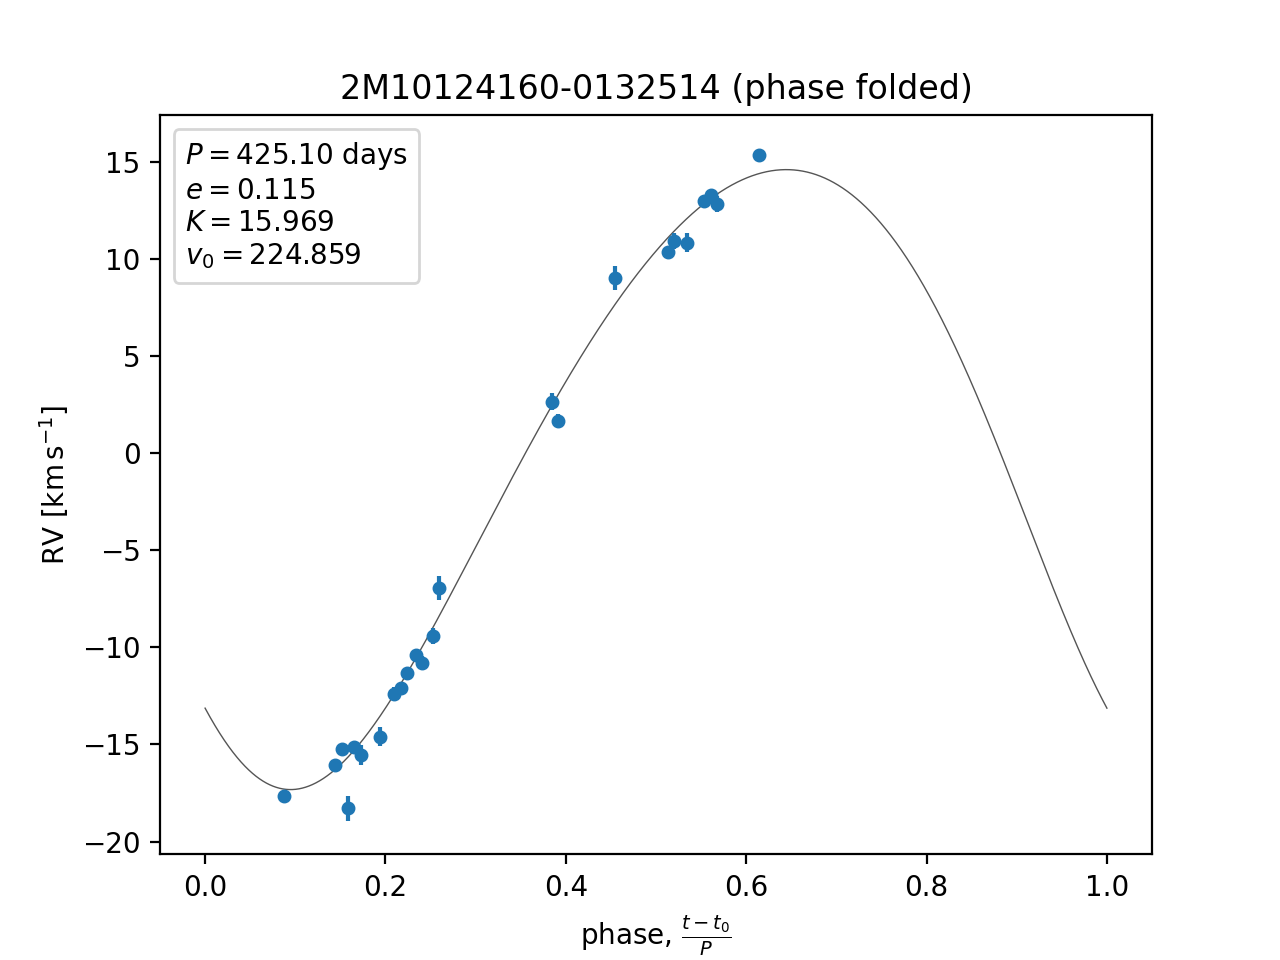 2M10124160-0132514 (phase folded)
P = 425.10 days
e = 0.115
K = 15.969
v₀ = 224.859
15
10
5
0
−5
−10
−15
−20
RV [km s⁻¹]
0.0 0.2 0.4 0.6 0.8 1.0
phase, (t − t₀)/P